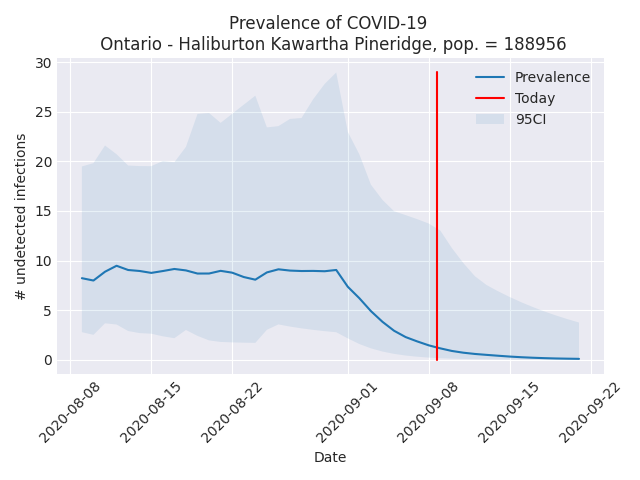 Prevalence of COVID-19
Ontario - Haliburton Kawartha Pineridge, pop. = 188956
30
25
20
15
10
5
0
# undetected infections
Prevalence
Today
95CI
2020-08-08
2020-08-15
2020-08-22
2020-09-01
2020-09-08
2020-09-15
2020-09-22
Date